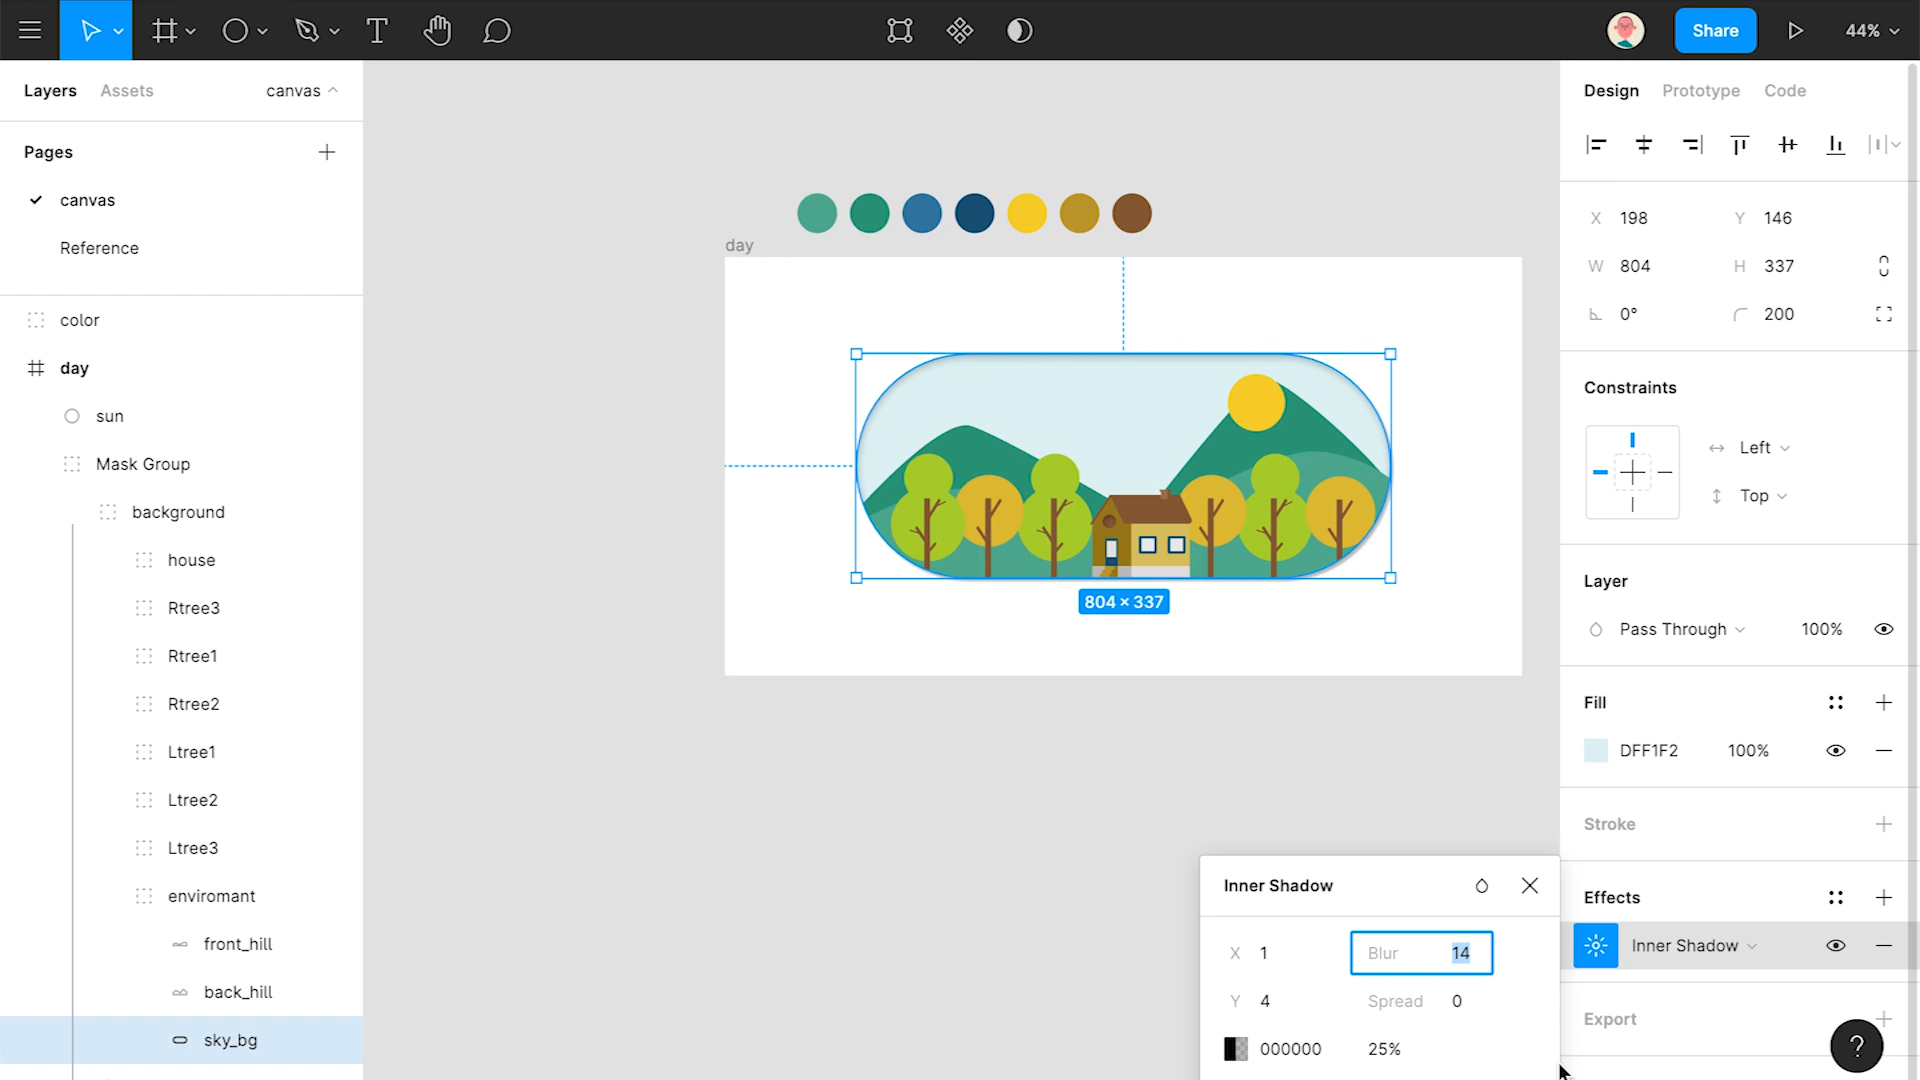 Share
44%
Layers
Assets
canvas
Pages
canvas
Reference
color
day
sun
Mask Group
background
house
Rtree3
Rtree1
Rtree2
Ltree1
Ltree2
Ltree3
enviromant
front_hill
back_hill
sky_bg
day
804 × 337
Design
Prototype
Code
X 198
Y 146
W 804
H 337
0°
200
Constraints
Left
Top
Layer
Pass Through
100%
Fill
DFF1F2
100%
Stroke
Effects
Inner Shadow
Export
?
Inner Shadow
X 1
Blur 14
Y 4
Spread 0
000000
25%